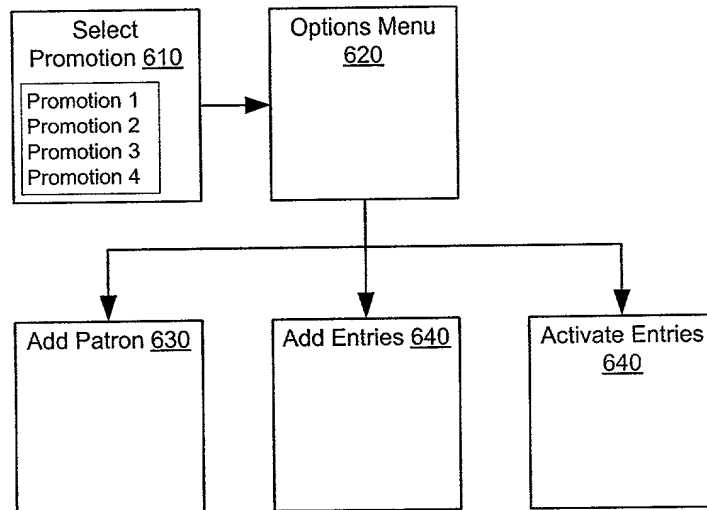 Select
Promotion 610
Promotion 1
Promotion 2
Promotion 3
Promotion 4
Options Menu
620
Add Patron 630
Add Entries 640
Activate Entries
640